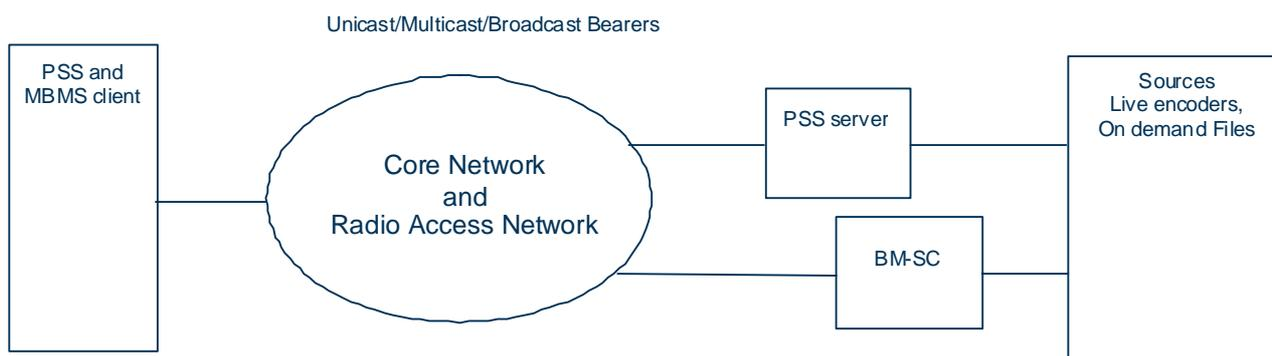 Unicast/Multicast/Broadcast Bearers
PSS and
MBMS client
Core Network
and
Radio Access Network
PSS server
BM-SC
Sources
Live encoders,
On demand Files